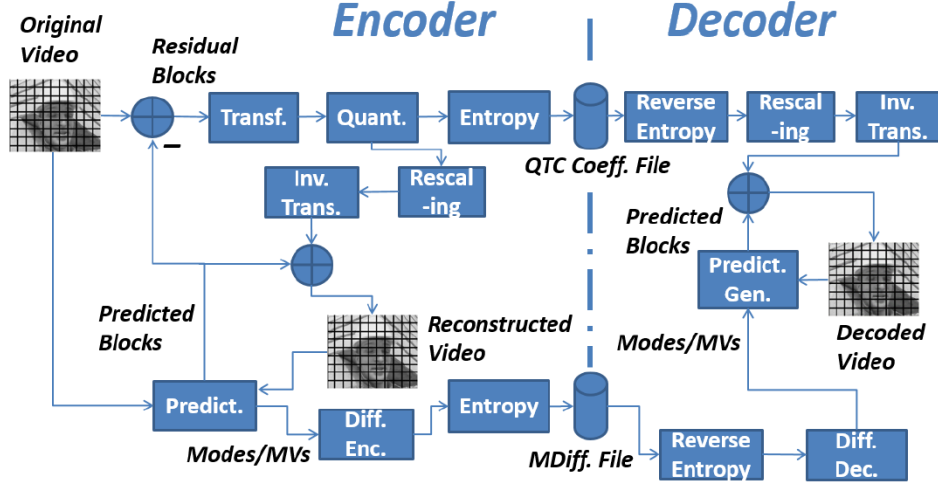 Encoder
Decoder
Original
Video
Residual
Blocks
Transf.
Quant.
Entropy
Reverse
Entropy
Rescal
-ing
Inv.
Trans.
–
QTC Coeff. File
Inv.
Trans.
Rescal
-ing
Predicted
Blocks
Predict.
Gen.
Predicted
Blocks
Reconstructed
Video
Modes/MVs
Decoded
Video
Predict.
Diff.
Enc.
Entropy
Modes/MVs
MDiff. File
Reverse
Entropy
Diff.
Dec.